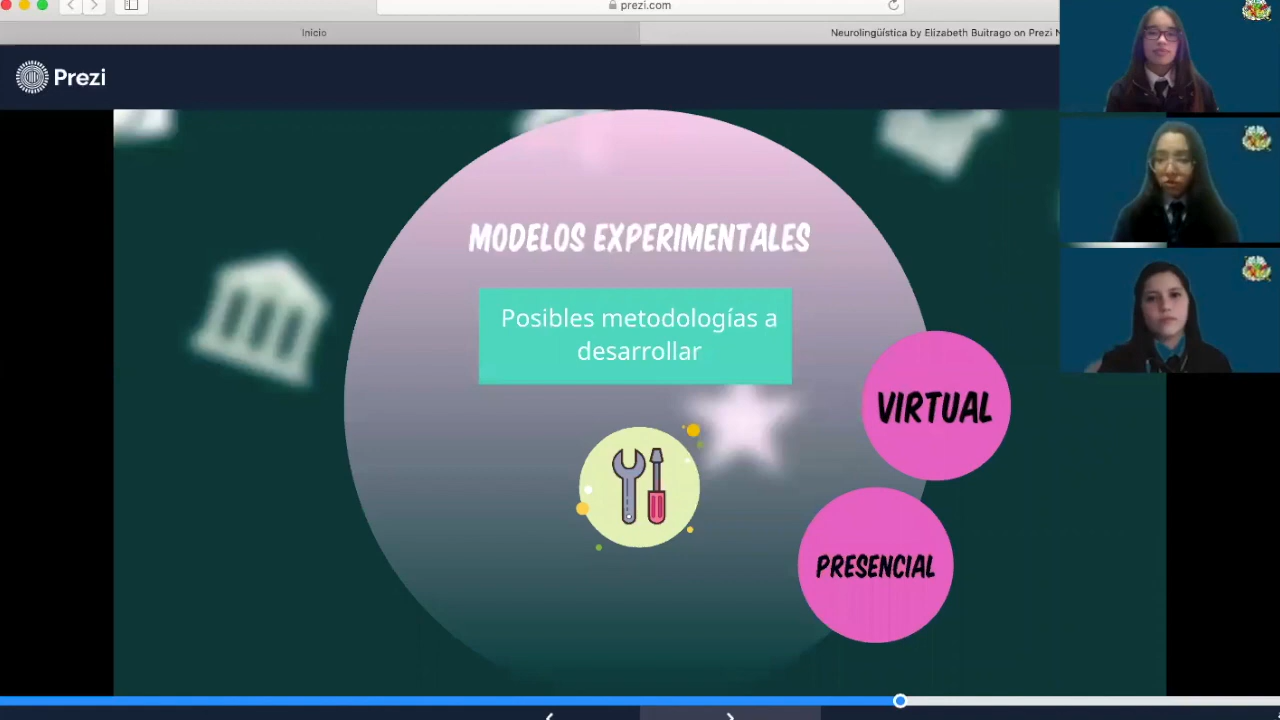 prezi.com
Inicio
Neurolingüística by Elizabeth Buitrago on Prezi N
Prezi
MODELOS EXPERIMENTALES
Posibles metodologías a
desarrollar
VIRTUAL
PRESENCIAL